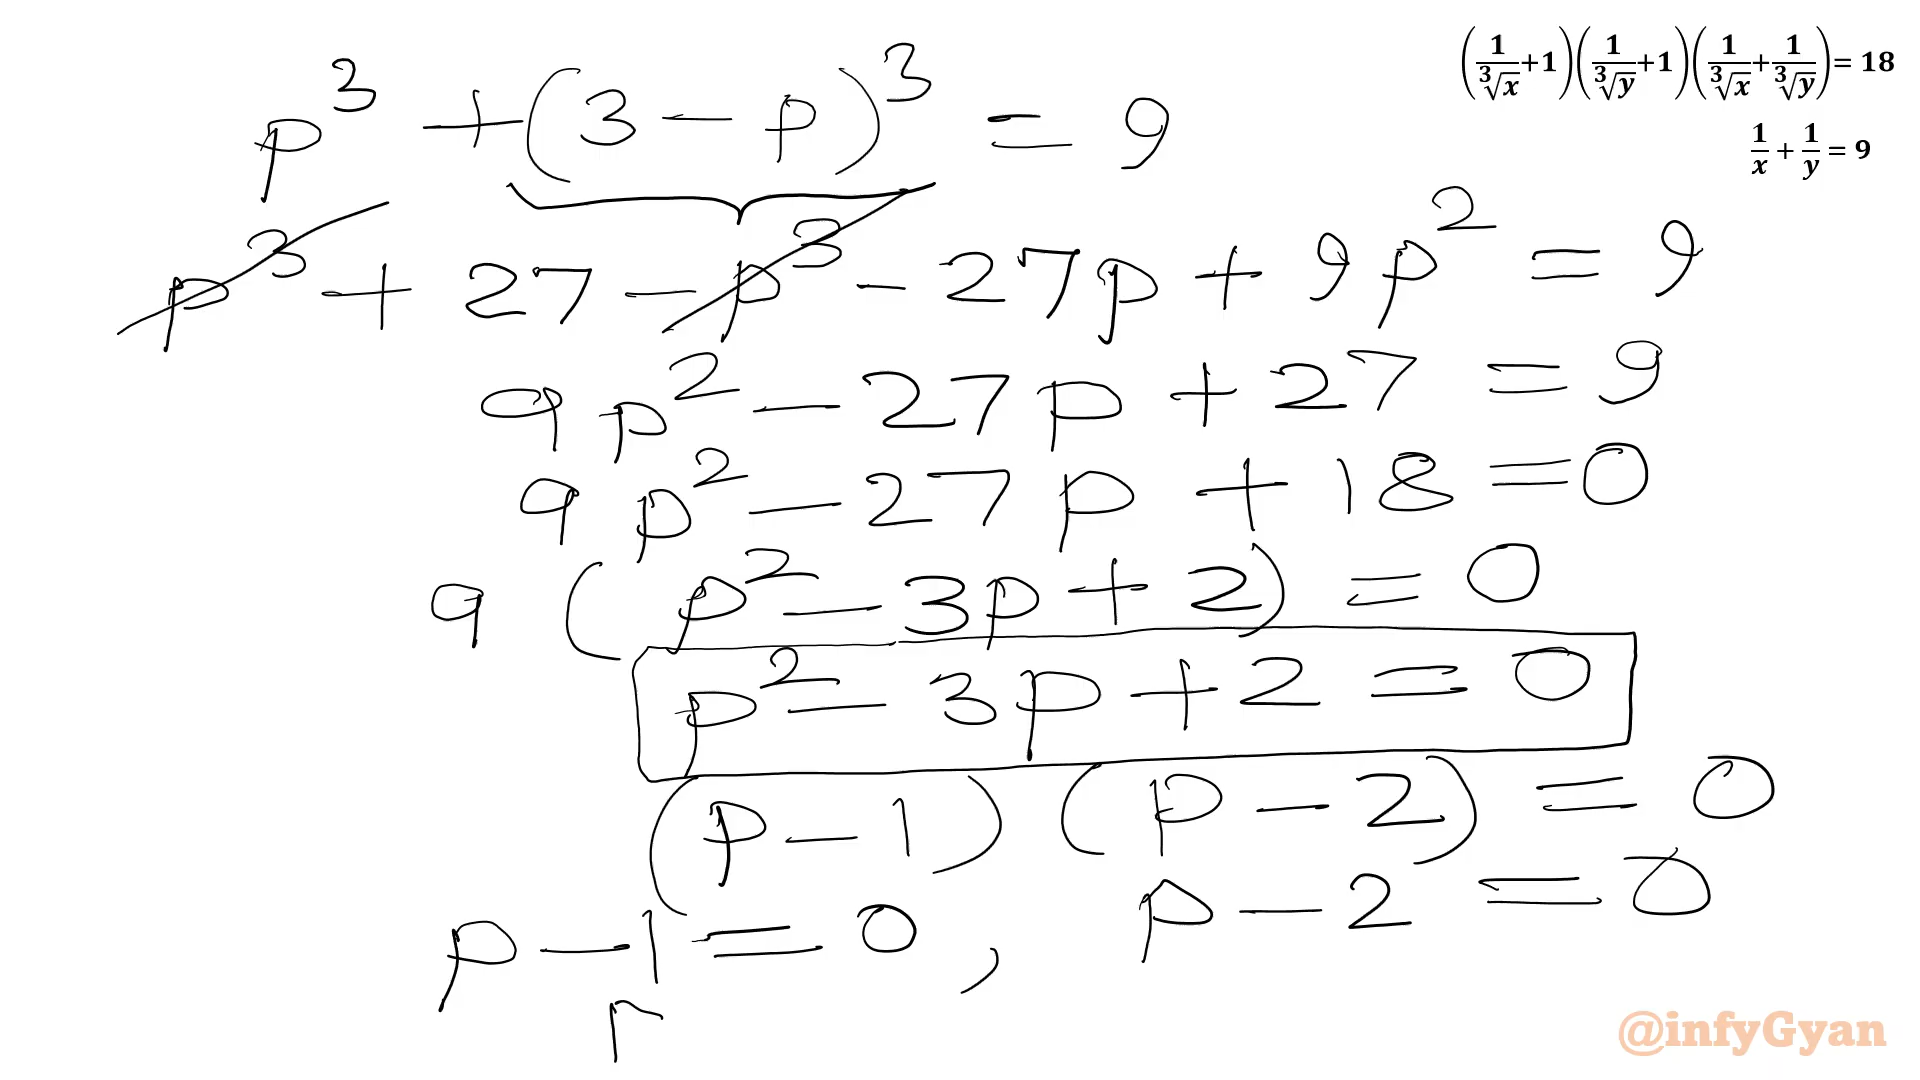 (1/∛x+1)(1/∛y+1)(1/∛x+1/∛y)= 18
1/x + 1/y = 9
p³ + (3 - p)³ = 9
p³ + 27 - p³ - 27p + 9p² = 9
9p² - 27p + 27 = 9
9p² - 27p + 18 = 0
9(p² - 3p + 2) = 0
p² - 3p + 2 = 0
(p - 1)(p - 2) = 0
p - 1 = 0, p - 2 = 0
@infyGyan